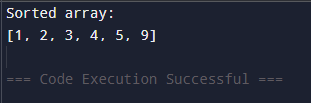 Sorted array:
[1, 2, 3, 4, 5, 9]
=== Code Execution Successful ===